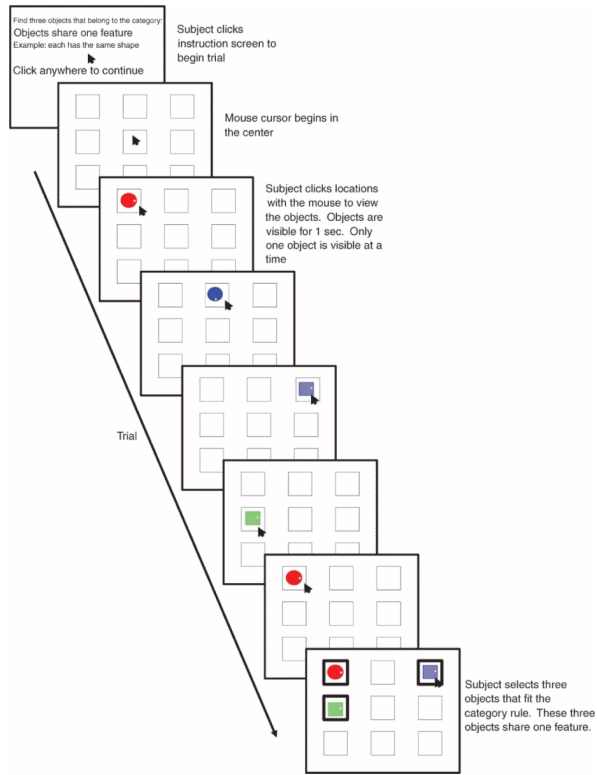 Find three objects that belong to the category:
Objects share one feature
Example: each has the same shape
Click anywhere to continue
Subject clicks
instruction screen to
begin trial
Mouse cursor begins in
the center
Subject clicks locations
with the mouse to view
the objects. Objects are
visible for 1 sec. Only
one object is visible at a
time
Trial
Subject selects three
objects that fit the
category rule. These three
objects share one feature.